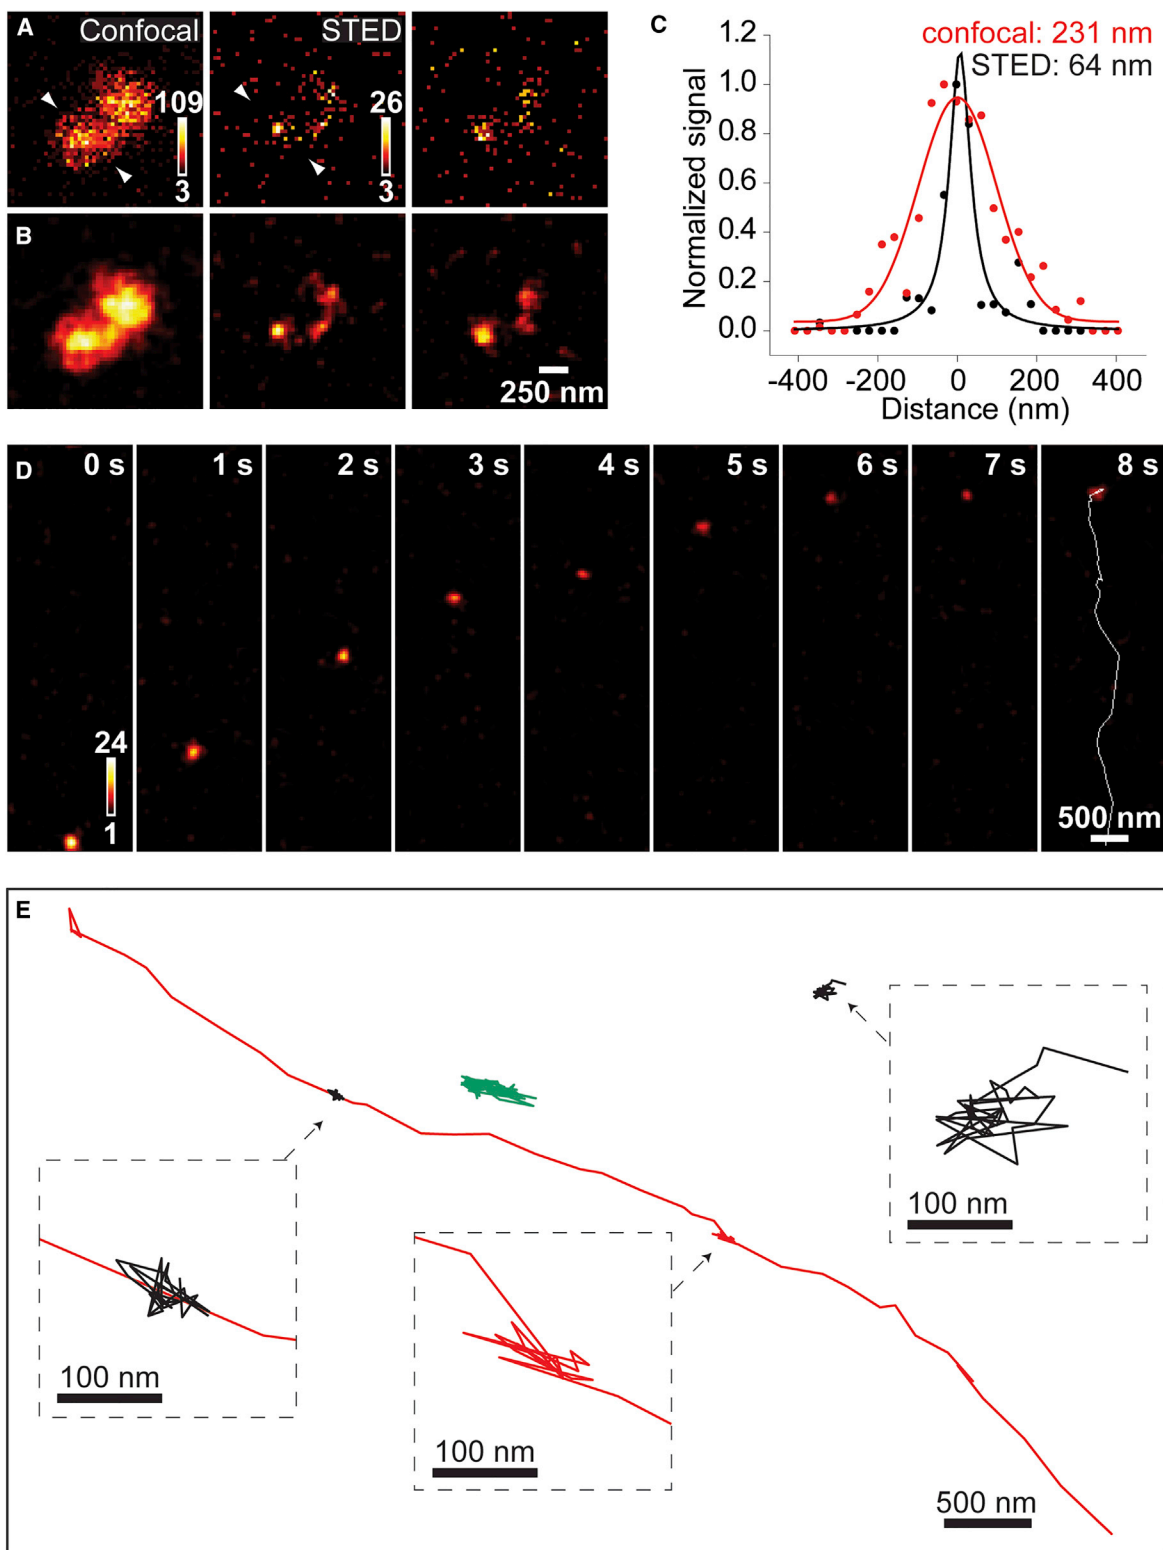 A
Confocal
STED
109
3
26
3
B
250 nm
C
confocal: 231 nm
STED: 64 nm
1.2
1.0
0.8
0.6
0.4
0.2
0.0
Normalized signal
-400
-200
0
200
400
Distance (nm)
D
0 s
1 s
2 s
3 s
4 s
5 s
6 s
7 s
8 s
24
1
500 nm
E
100 nm
100 nm
100 nm
500 nm